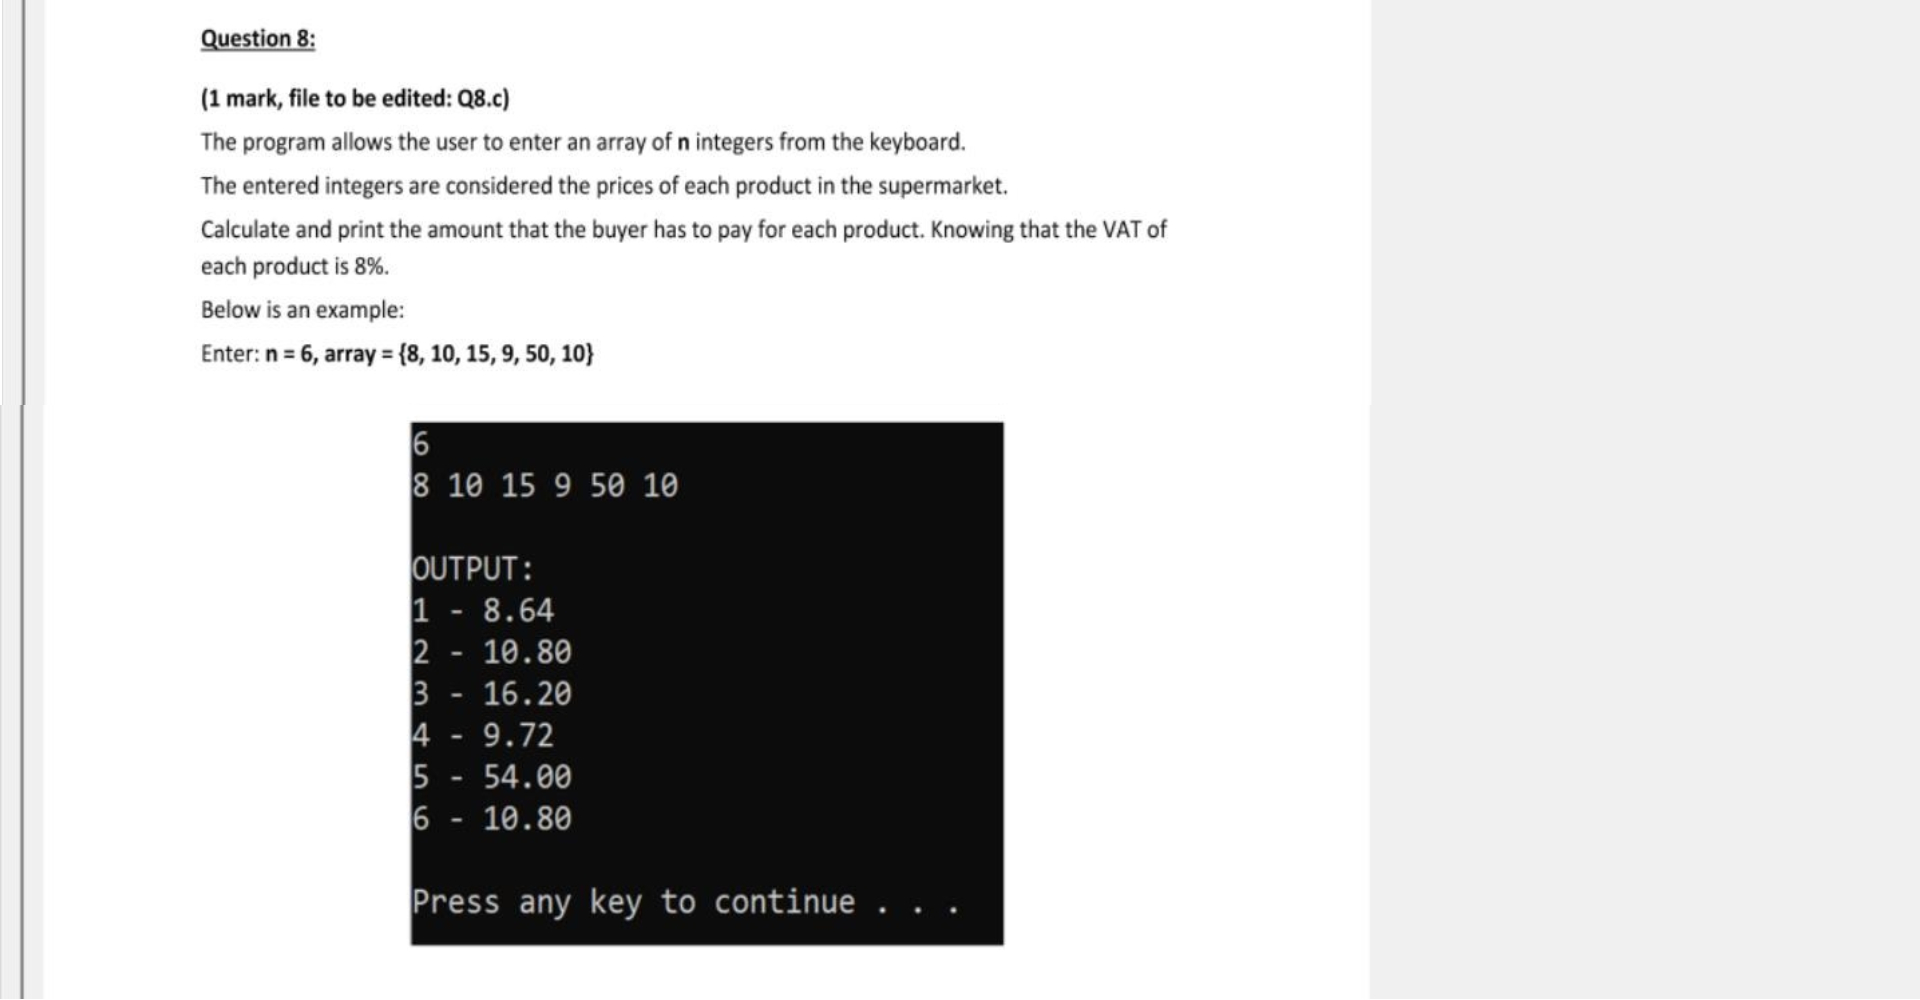 Question 8:
(1 mark, file to be edited: Q8.c)
The program allows the user to enter an array of n integers from the keyboard.
The entered integers are considered the prices of each product in the supermarket.
Calculate and print the amount that the buyer has to pay for each product. Knowing that the VAT of
each product is 8%.
Below is an example:
Enter: n = 6, array = {8, 10, 15, 9, 50, 10}
6
8 10 15 9 50 10
OUTPUT:
1 - 8.64
2 - 10.80
3 - 16.20
4 - 9.72
5 - 54.00
6 - 10.80
Press any key to continue . . .